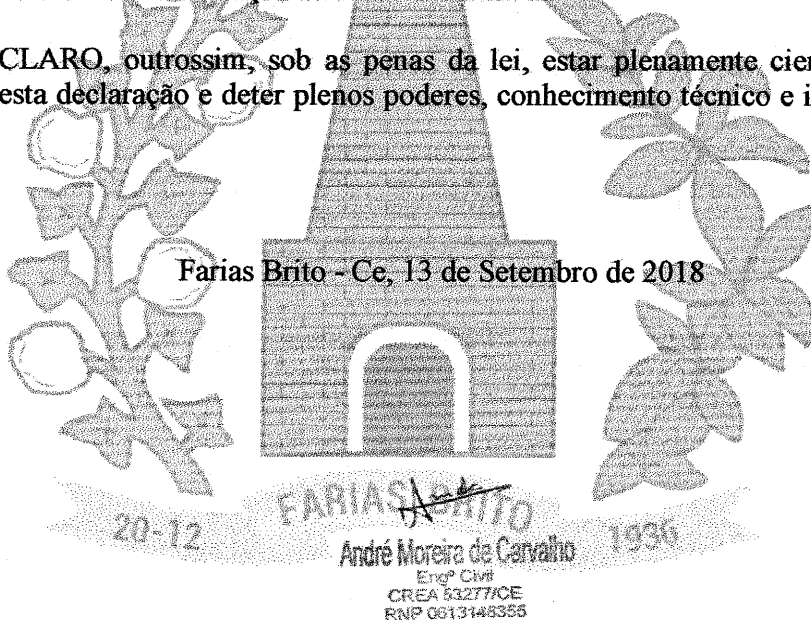 CLARO, outrossim, sob as penas da lei, estar plenamente cien
esta declaração e deter plenos poderes, conhecimento técnico e i
Farias Brito - Ce, 13 de Setembro de 2018
FARIAS BRITO
20-12
1936
André Moreira de Carvalho
Engº Civil
CREA 53277/CE
RNP 0613148355